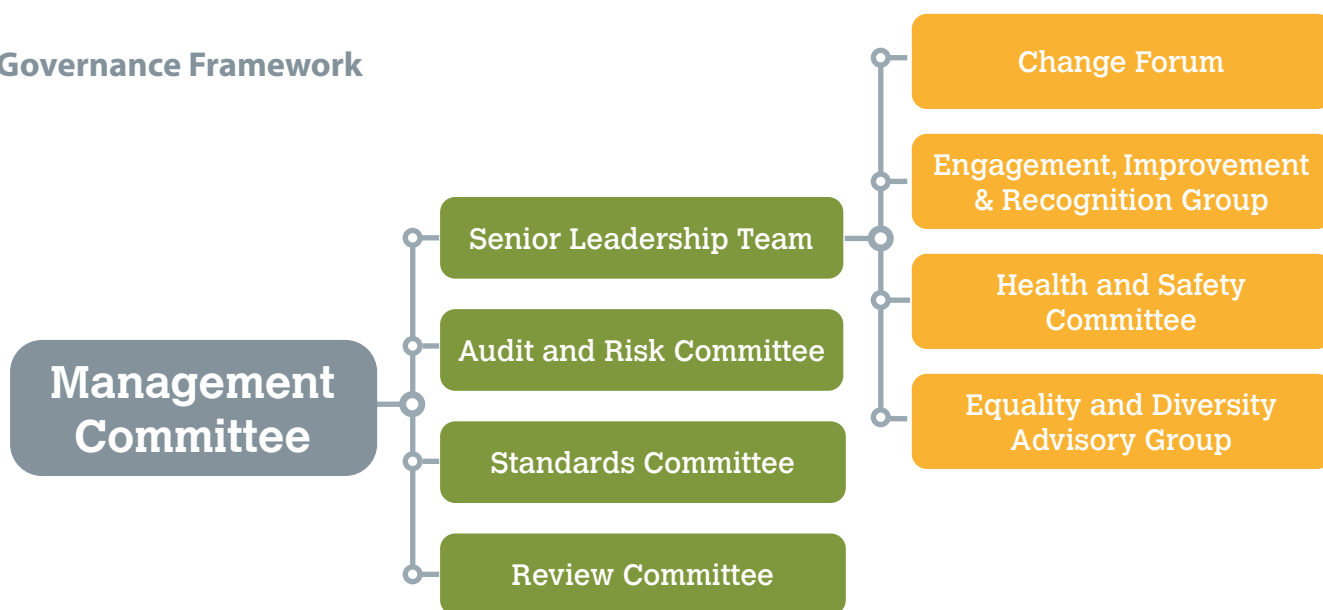 Governance Framework
Change Forum
Engagement, Improvement
& Recognition Group
Senior Leadership Team
Health and Safety
Committee
Audit and Risk Committee
Management
Committee
Equality and Diversity
Advisory Group
Standards Committee
Review Committee